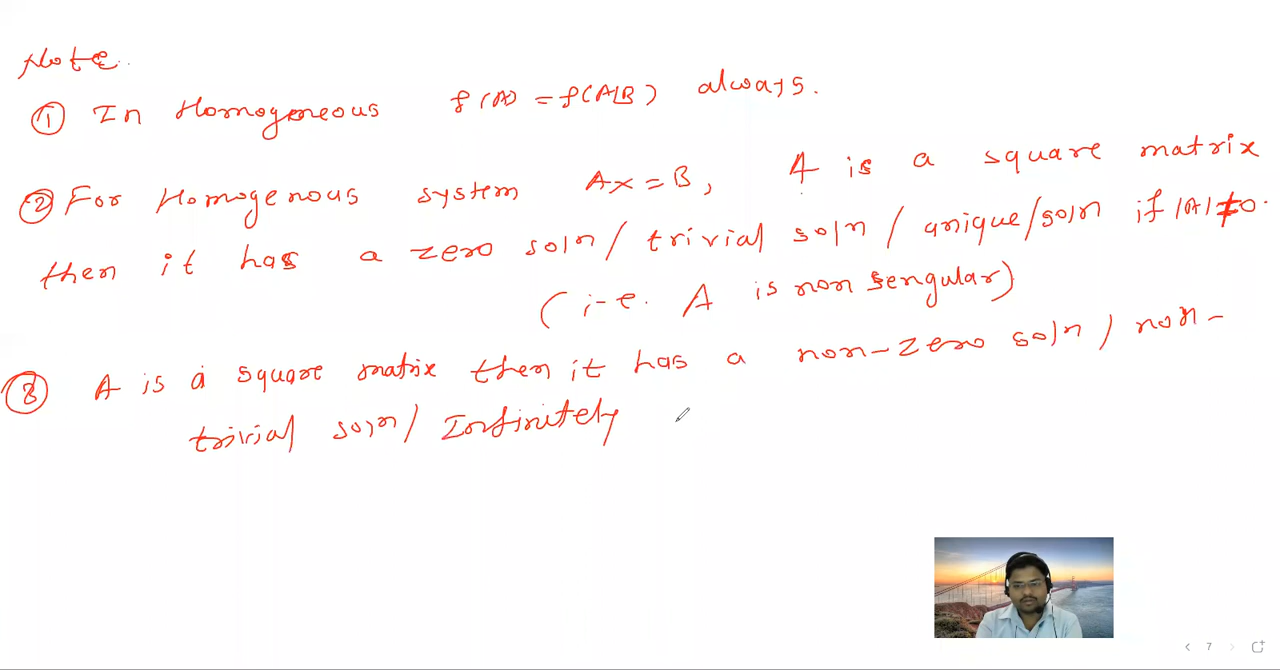 Note.
① In Homogeneous ρ(A) = ρ(A|B) always.
② For Homogenous system AX = B, A is a square matrix
then it has a zero soln / trivial soln / unique/soln if |A| ≠ 0.
(i-e. A is non sengular)
③ A is a square matrix then it has a non-zero soln / non-
trivial soln / Infinitely
7